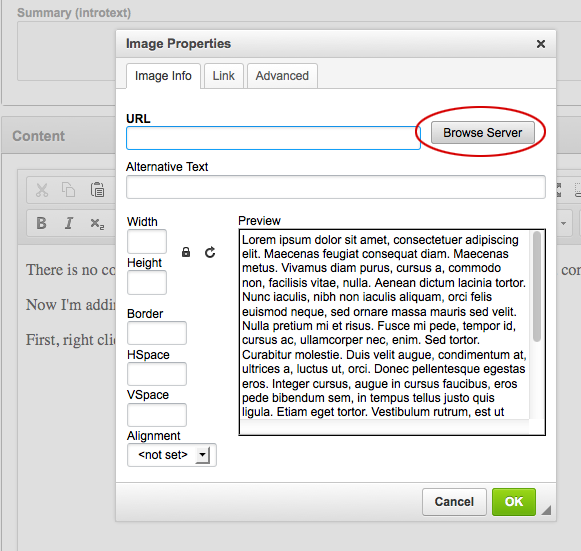 Summary (introtext)
Image Properties
Image Info
Link
Advanced
URL
Browse Server
Content
Alternative Text
B I x₂
Width
Preview
Height
Border
HSpace
VSpace
Alignment
<not set>
Lorem ipsum dolor sit amet, consectetuer adipiscing
elit. Maecenas feugiat consequat diam. Maecenas
metus. Vivamus diam purus, cursus a, commodo
non, facilisis vitae, nulla. Aenean dictum lacinia tortor.
Nunc iaculis, nibh non iaculis aliquam, orci felis
euismod neque, sed ornare massa mauris sed velit.
Nulla pretium mi et risus. Fusce mi pede, tempor id,
cursus ac, ullamcorper nec, enim. Sed tortor.
Curabitur molestie. Duis velit augue, condimentum at,
ultrices a, luctus ut, orci. Donec pellentesque egestas
eros. Integer cursus, augue in cursus faucibus, eros
pede bibendum sem, in tempus tellus justo quis
ligula. Etiam eget tortor. Vestibulum rutrum, est ut
There is no co
con
Now I'm addi
First, right cli
Cancel
OK